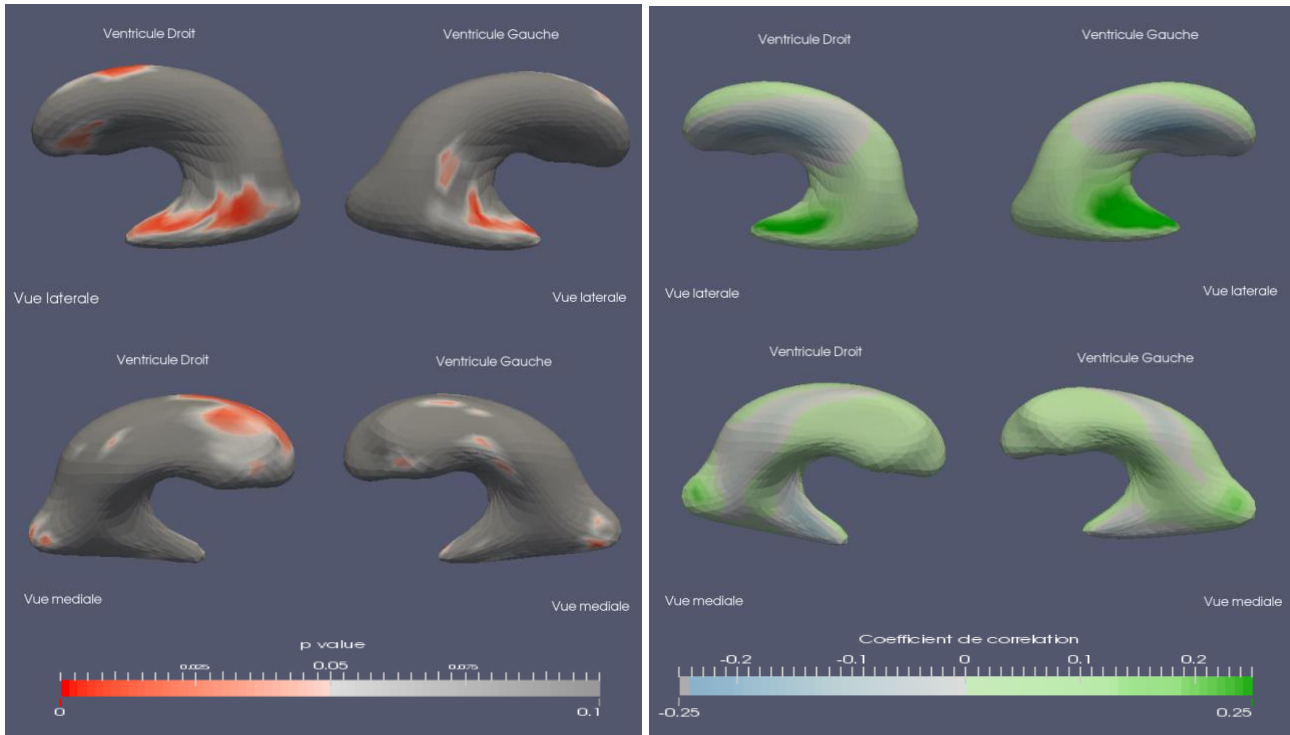 Ventricule Droit
Ventricule Gauche
Vue laterale
Vue laterale
Ventricule Droit
Ventricule Gauche
Vue mediale
Vue mediale
p value
0.025 0.05 0.075
0 0.1
Ventricule Droit
Ventricule Gauche
Vue laterale
Vue laterale
Ventricule Droit
Ventricule Gauche
Vue mediale
Vue mediale
Coefficient de correlation
-0.2 -0.1 0 0.1 0.2
-0.25 0.25